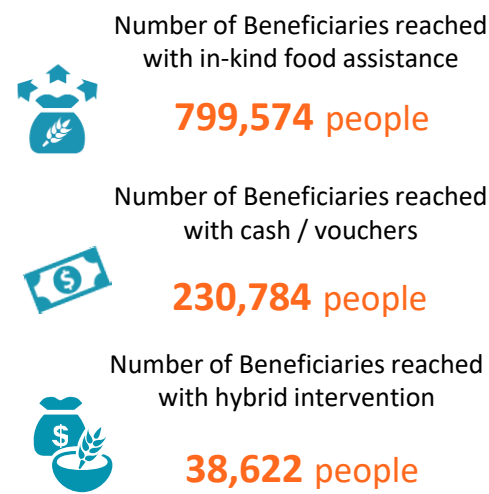 Number of Beneficiaries reached
with in-kind food assistance
799,574 people
Number of Beneficiaries reached
with cash / vouchers
$
230,784 people
Number of Beneficiaries reached
with hybrid intervention
$
38,622 people